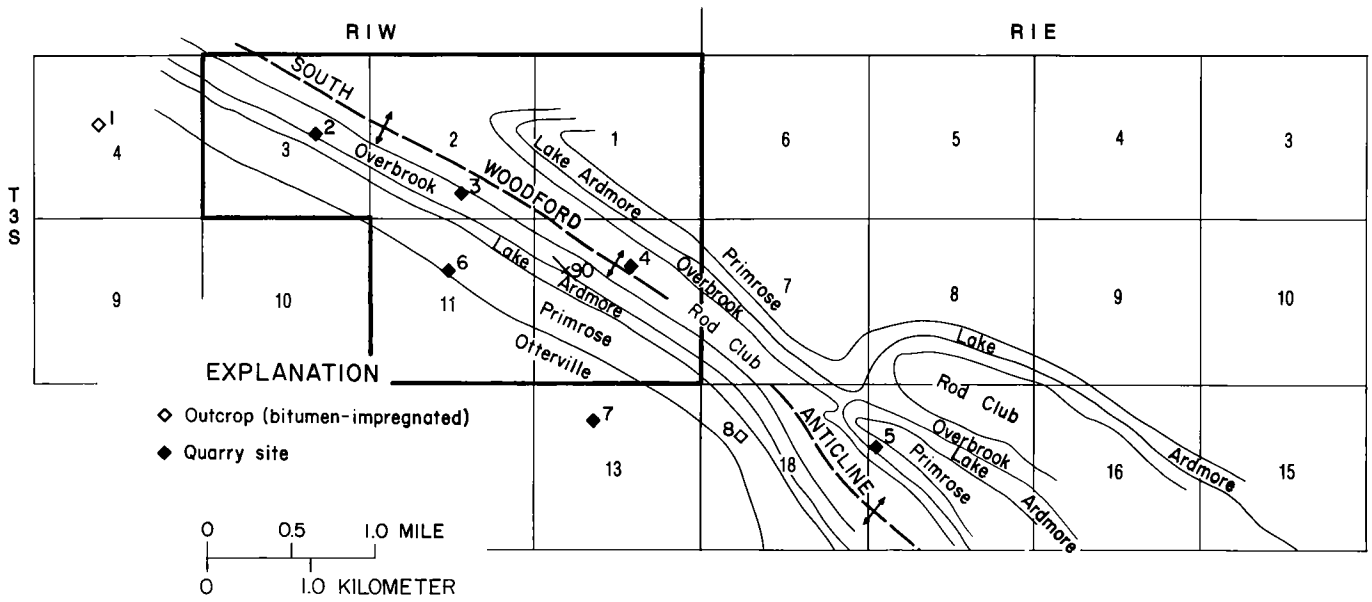 RIW
RIE
T
3
S
SOUTH
WOODFORD
ANTICLINE
1
4
2
3
Overbrook
2
3
1
Lake Ardmore
6
5
4
3
9
10
6
11
Lake
Ardmore
90
4
Overbrook
Primrose
Rod
Club
7
8
9
10
Primrose
Otterville
Lake
Ardmore
Rod Club
7
13
8
18
5
Overbrook
Lake
Ardmore
Primrose
16
15
EXPLANATION
Outcrop (bitumen-impregnated)
Quarry site
0 0.5 1.0 MILE
0 1.0 KILOMETER